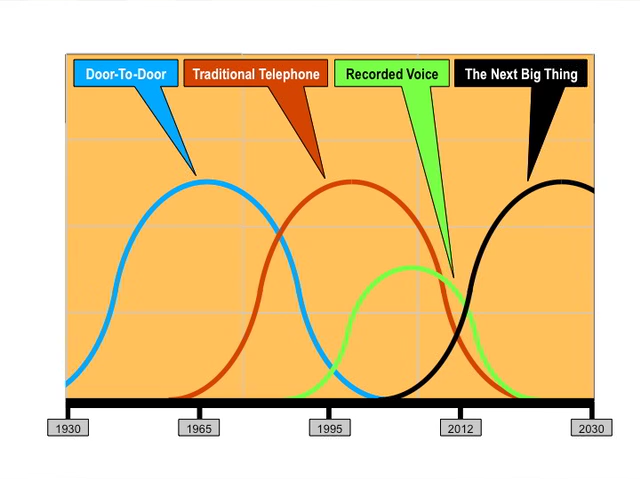 Door-To-Door
Traditional Telephone
Recorded Voice
The Next Big Thing
1930
1965
1995
2012
2030